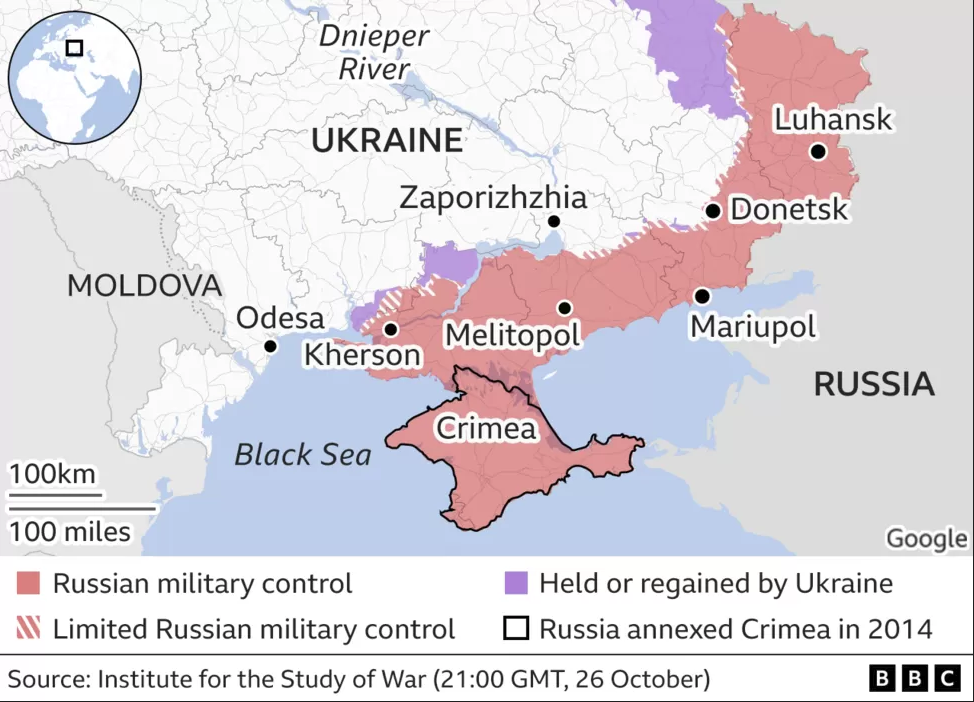 Dnieper
River
UKRAINE
Luhansk
Zaporizhzhia
Donetsk
MOLDOVA
Odesa
Kherson
Melitopol
Mariupol
RUSSIA
Crimea
Black Sea
100km
100 miles
Google
Russian military control
Held or regained by Ukraine
Limited Russian military control
Russia annexed Crimea in 2014
Source: Institute for the Study of War (21:00 GMT, 26 October)
BBC